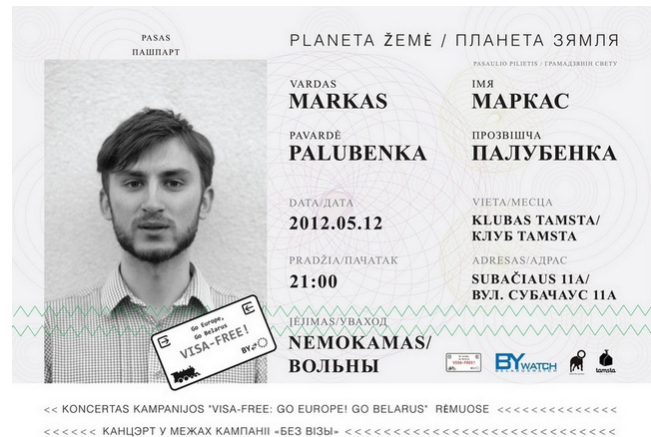 PASAS
ПАШПАРТ
PLANETA ŽEMĖ / ПЛАНЕТА ЗЯМЛЯ
PASAULIO PILIETIS / ГРАМАДЗЯНІН СВЕТУ
VARDAS
MARKAS
ІМЯ
МАРКАС
PAVARDĖ
PALUBENKA
ПРОЗВІШЧА
ПАЛУБЕНКА
DATA/ДАТА
2012.05.12
VIETA/МЕСЦА
KLUBAS TAMSTA/
КЛУБ TAMSTA
PRADŽIA/ПАЧАТАК
21:00
ADRESAS/АДРАС
SUBAČIAUS 11A/
ВУЛ. СУБАЧАУС 11А
ĮĖJIMAS/УВАХОД
NEMOKAMAS/
ВОЛЬНЫ
Go Europe,
Go Belarus
VISA-FREE!
BY
VISA-FREE!
BYWATCH
tamsta
<< KONCERTAS KAMPANIJOS "VISA-FREE: GO EUROPE! GO BELARUS" RĖMUOSE <<<<<<<<<<<<<<
<<<<<< КАНЦЭРТ У МЕЖАХ КАМПАНІІ «БЕЗ ВІЗЫ» <<<<<<<<<<<<<<<<<<<<<<<<<<<<